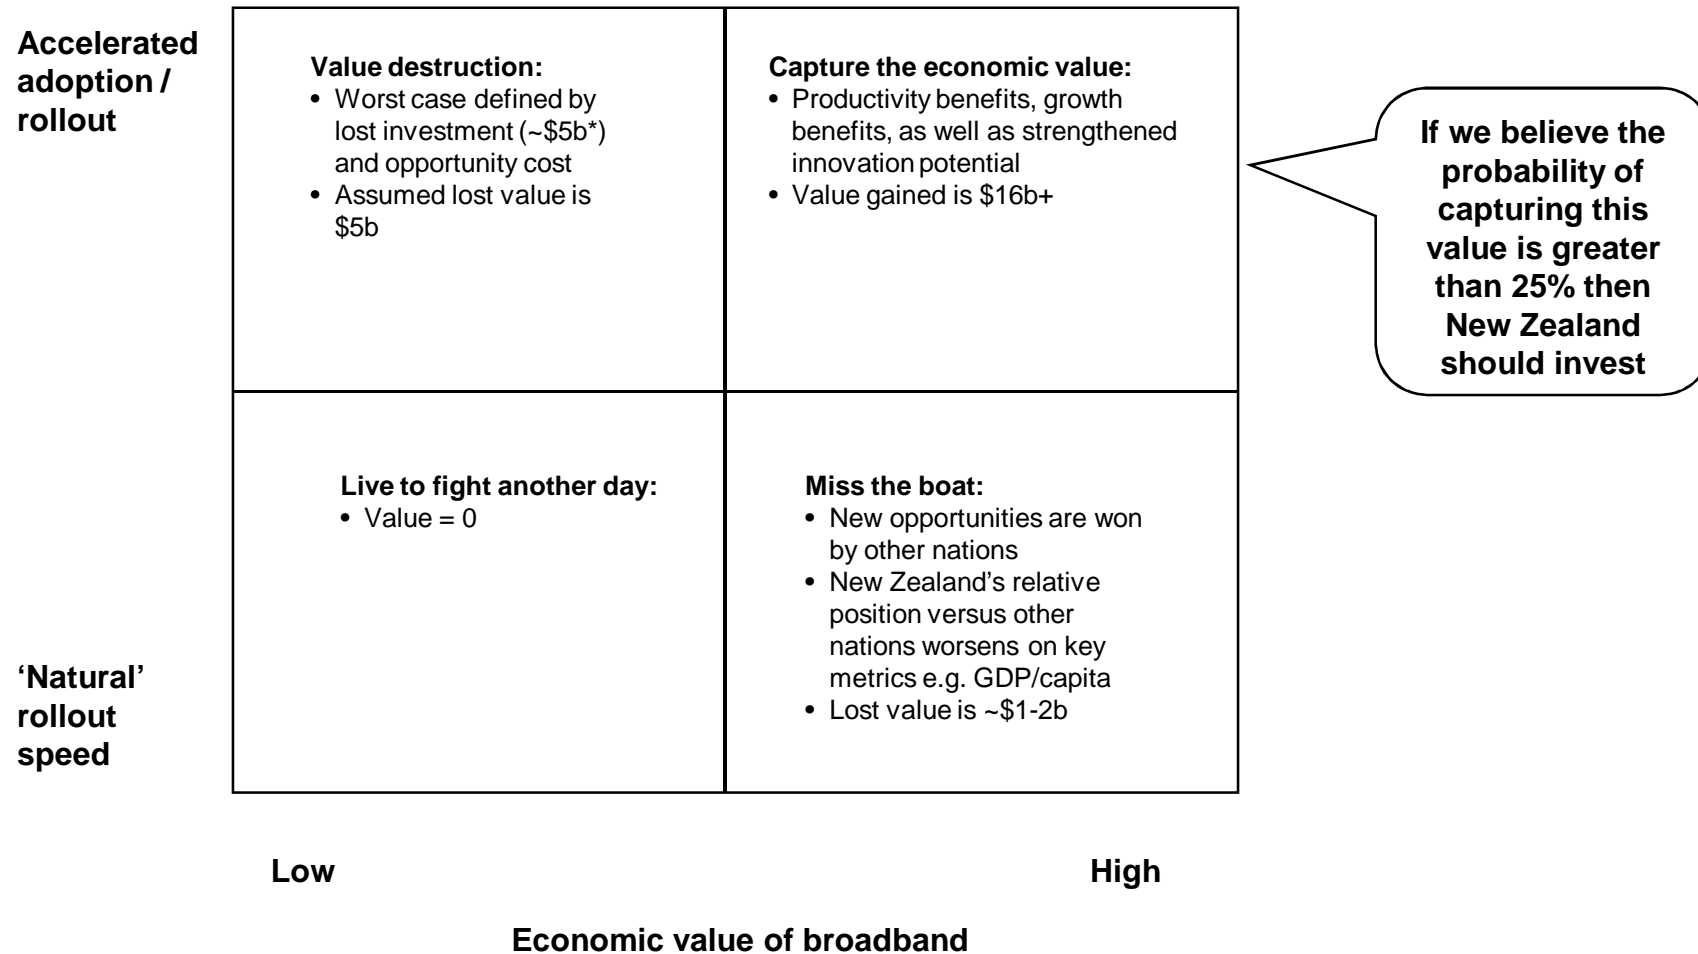 Accelerated
adoption /
rollout
Value destruction:
• Worst case defined by
lost investment (~$5b*)
and opportunity cost
• Assumed lost value is
$5b
Capture the economic value:
• Productivity benefits, growth
benefits, as well as strengthened
innovation potential
• Value gained is $16b+
If we believe the
probability of
capturing this
value is greater
than 25% then
New Zealand
should invest
‘Natural’
rollout
speed
Live to fight another day:
• Value = 0
Miss the boat:
• New opportunities are won
by other nations
• New Zealand’s relative
position versus other
nations worsens on key
metrics e.g. GDP/capita
• Lost value is ~$1-2b
Low
High
Economic value of broadband